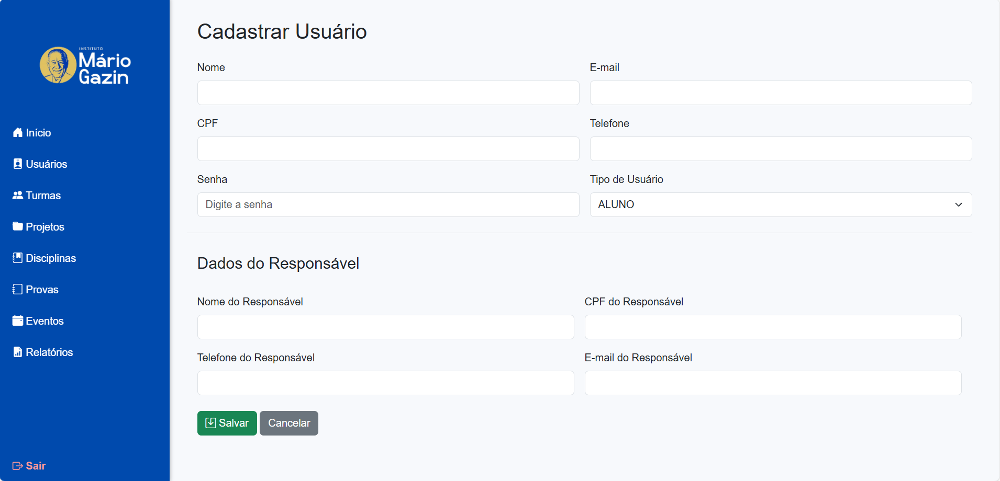 INSTITUTO
Mário
Gazin
Início
Usuários
Turmas
Projetos
Disciplinas
Provas
Eventos
Relatórios
Sair
Cadastrar Usuário
Nome
E-mail
CPF
Telefone
Senha
Tipo de Usuário
Digite a senha
ALUNO
Dados do Responsável
Nome do Responsável
CPF do Responsável
Telefone do Responsável
E-mail do Responsável
Salvar
Cancelar